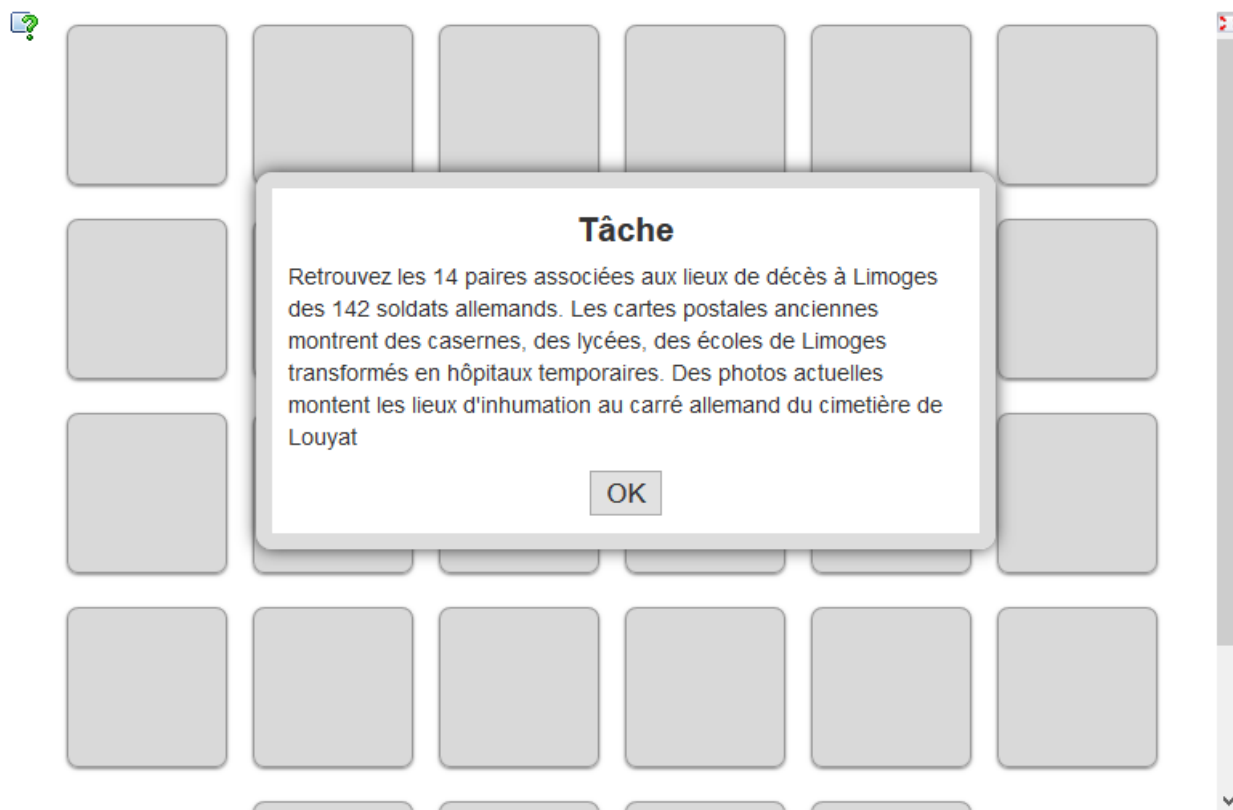 Tâche
Retrouvez les 14 paires associées aux lieux de décès à Limoges
des 142 soldats allemands. Les cartes postales anciennes
montrent des casernes, des lycées, des écoles de Limoges
transformés en hôpitaux temporaires. Des photos actuelles
montent les lieux d'inhumation au carré allemand du cimetière de
Louyat
OK